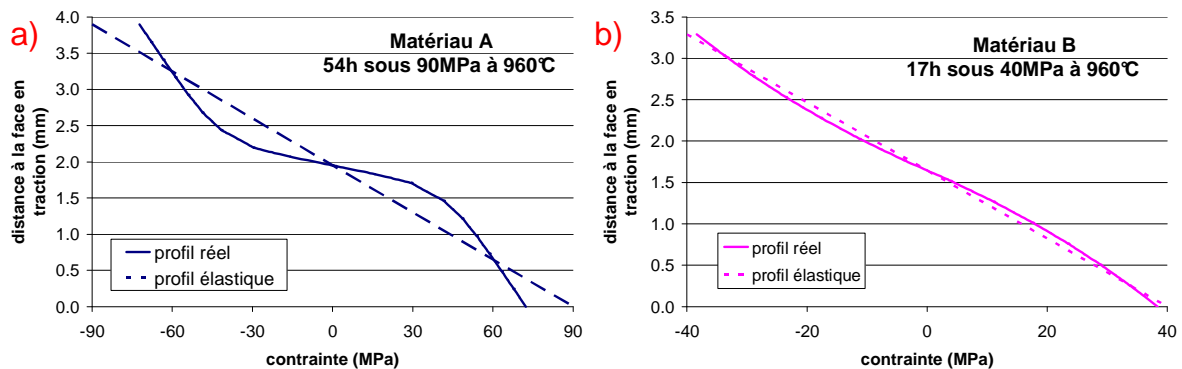 a)
Matériau A
54h sous 90MPa à 960°C
distance à la face en
traction (mm)
4.0
3.5
3.0
2.5
2.0
1.5
1.0
0.5
0.0
profil réel
profil élastique
-90 -60 -30 0 30 60 90
contrainte (MPa)
b)
Matériau B
17h sous 40MPa à 960°C
distance à la face en
traction (mm)
3.5
3.0
2.5
2.0
1.5
1.0
0.5
0.0
profil réel
profil élastique
-40 -20 0 20 40
contrainte (MPa)